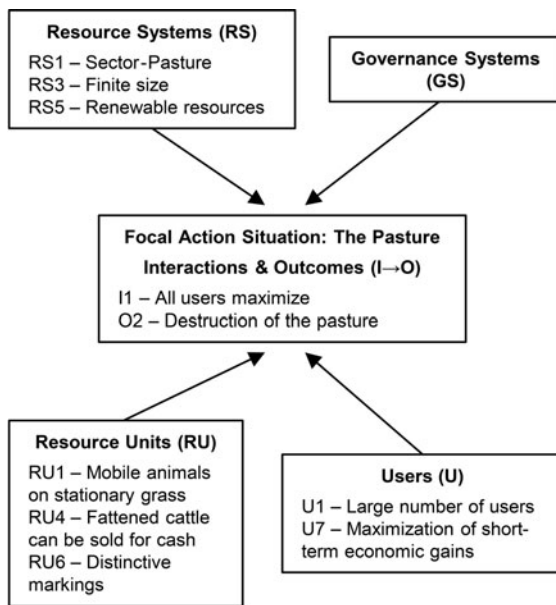 Resource Systems (RS)
RS1 – Sector-Pasture
RS3 – Finite size
RS5 – Renewable resources
Governance Systems
(GS)
Focal Action Situation: The Pasture
Interactions & Outcomes (I→O)
I1 – All users maximize
O2 – Destruction of the pasture
Resource Units (RU)
RU1 – Mobile animals
on stationary grass
RU4 – Fattened cattle
can be sold for cash
RU6 – Distinctive
markings
Users (U)
U1 – Large number of users
U7 – Maximization of short-
term economic gains